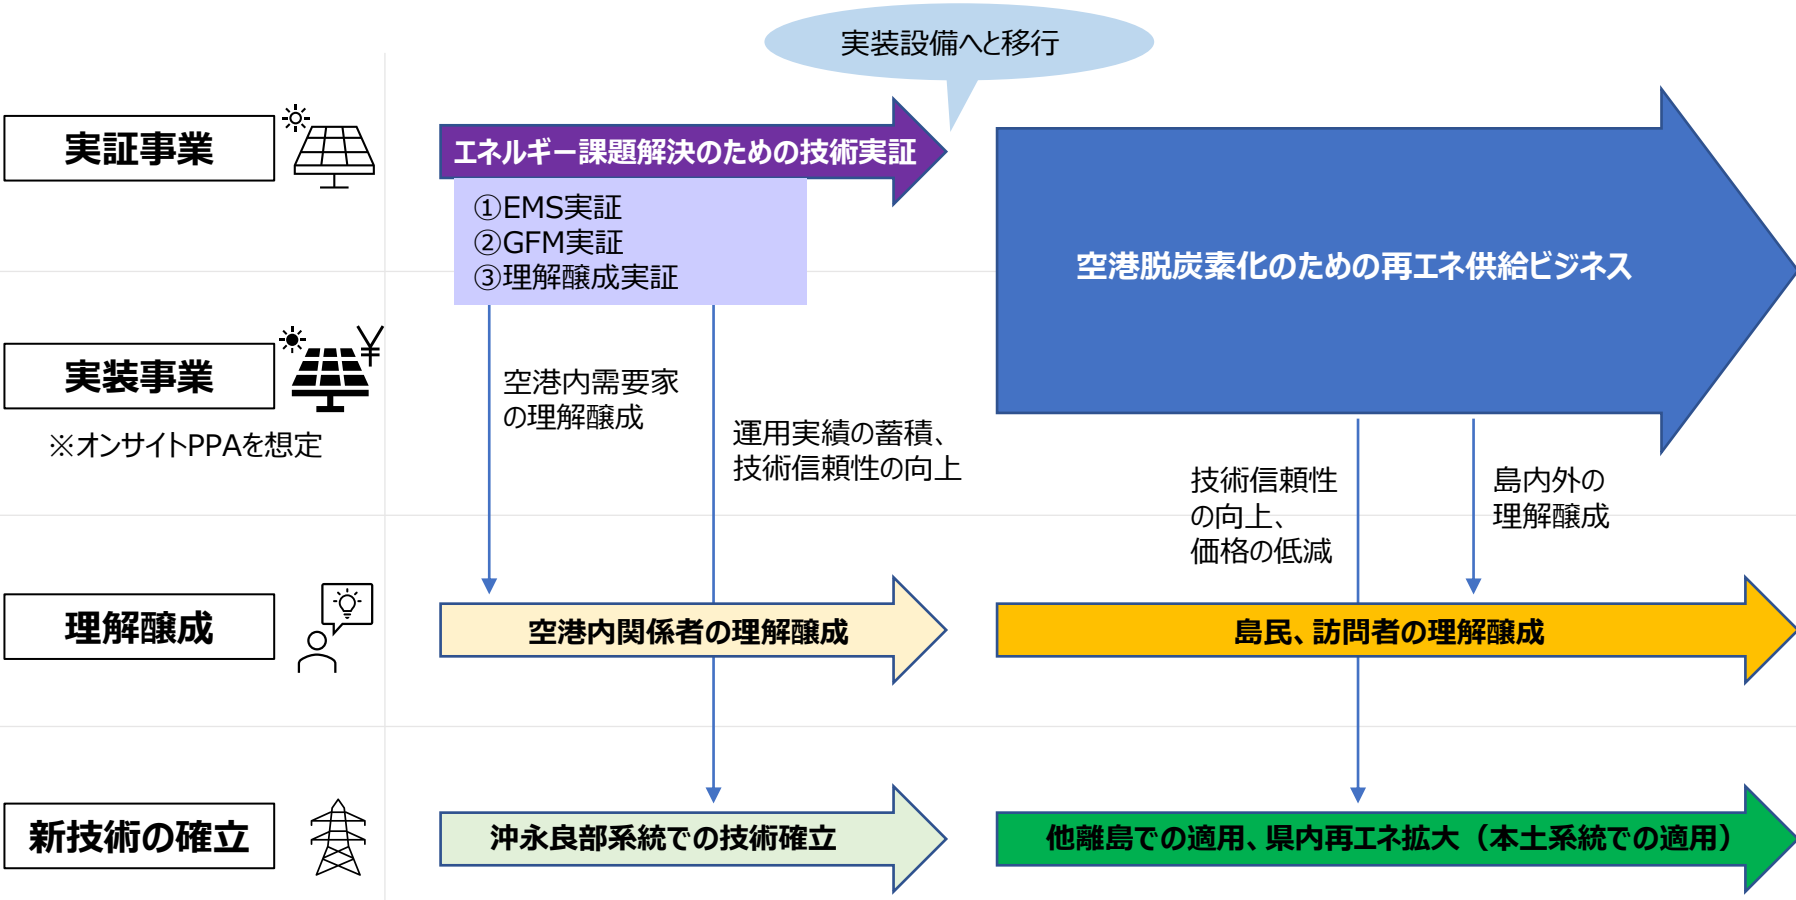 実装設備へと移行
実証事業
エネルギー課題解決のための技術実証
①EMS実証
②GFM実証
③理解醸成実証
空港脱炭素化のための再エネ供給ビジネス
実装事業
¥
※オンサイトPPAを想定
空港内需要家
の理解醸成
運用実績の蓄積、
技術信頼性の向上
技術信頼性
の向上、
価格の低減
島内外の
理解醸成
理解醸成
空港内関係者の理解醸成
島民、訪問者の理解醸成
新技術の確立
沖永良部系統での技術確立
他離島での適用、県内再エネ拡大（本土系統での適用）